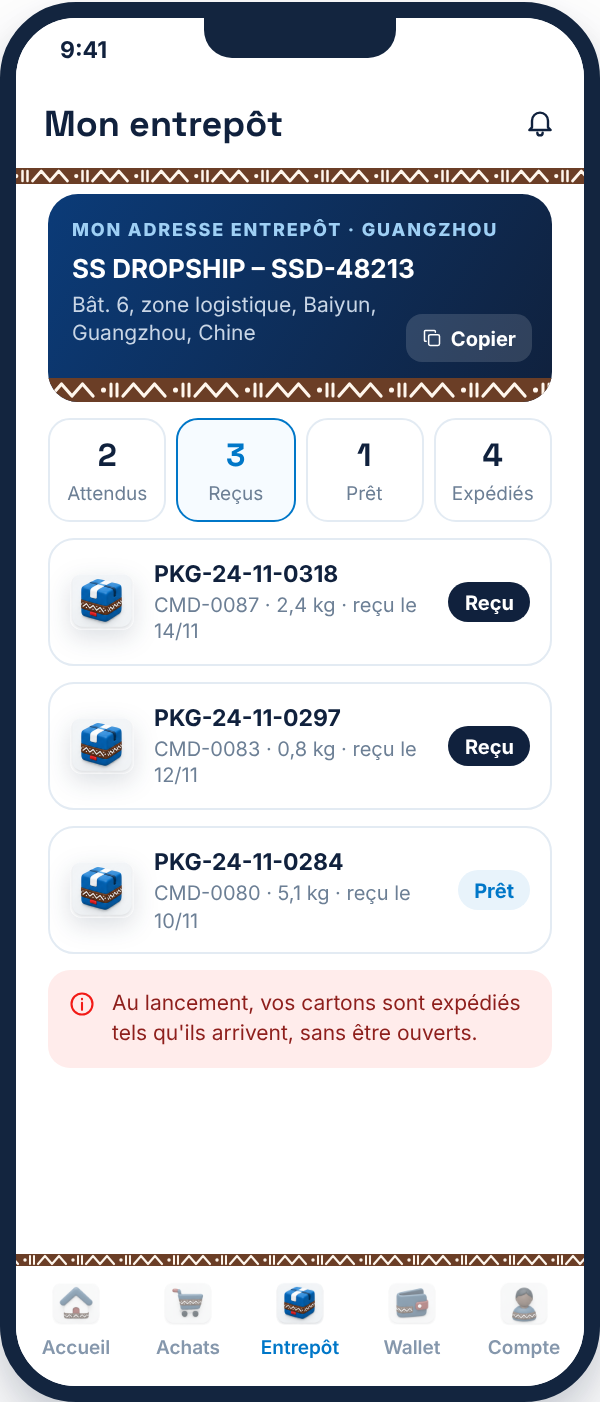 9:41
Mon entrepôt
MON ADRESSE ENTREPÔT · GUANGZHOU
SS DROPSHIP – SSD-48213
Bât. 6, zone logistique, Baiyun,
Guangzhou, Chine
Copier
2
Attendus
3
Reçus
1
Prêt
4
Expédiés
PKG-24-11-0318
CMD-0087 · 2,4 kg · reçu le
14/11
Reçu
PKG-24-11-0297
CMD-0083 · 0,8 kg · reçu le
12/11
Reçu
PKG-24-11-0284
CMD-0080 · 5,1 kg · reçu le
10/11
Prêt
Au lancement, vos cartons sont expédiés
tels qu'ils arrivent, sans être ouverts.
Accueil
Achats
Entrepôt
Wallet
Compte